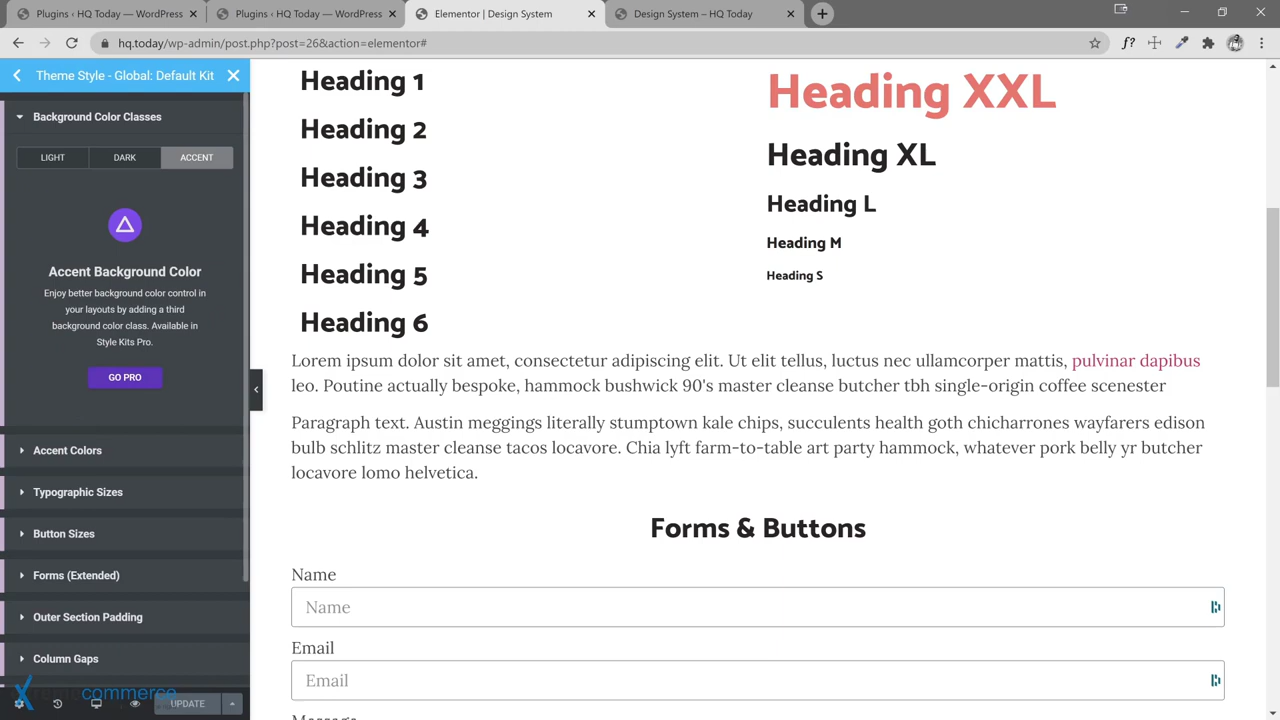 Plugins ‹ HQ Today — WordPress
Plugins ‹ HQ Today — WordPress
Elementor | Design System
Design System – HQ Today
hq.today/wp-admin/post.php?post=26&action=elementor#
f?
Theme Style - Global: Default Kit
Background Color Classes
LIGHT
DARK
ACCENT
Accent Background Color
Enjoy better background color control in
your layouts by adding a third
background color class. Available in
Style Kits Pro.
GO PRO
Accent Colors
Typographic Sizes
Button Sizes
Forms (Extended)
Outer Section Padding
Column Gaps
xtremecommerce
UPDATE
Heading 1
Heading 2
Heading 3
Heading 4
Heading 5
Heading 6
Heading XXL
Heading XL
Heading L
Heading M
Heading S
Lorem ipsum dolor sit amet, consectetur adipiscing elit. Ut elit tellus, luctus nec ullamcorper mattis, pulvinar dapibus
leo. Poutine actually bespoke, hammock bushwick 90's master cleanse butcher tbh single-origin coffee scenester
Paragraph text. Austin meggings literally stumptown kale chips, succulents health goth chicharrones wayfarers edison
bulb schlitz master cleanse tacos locavore. Chia lyft farm-to-table art party hammock, whatever pork belly yr butcher
locavore lomo helvetica.
Forms & Buttons
Name
Name
Email
Email
Message